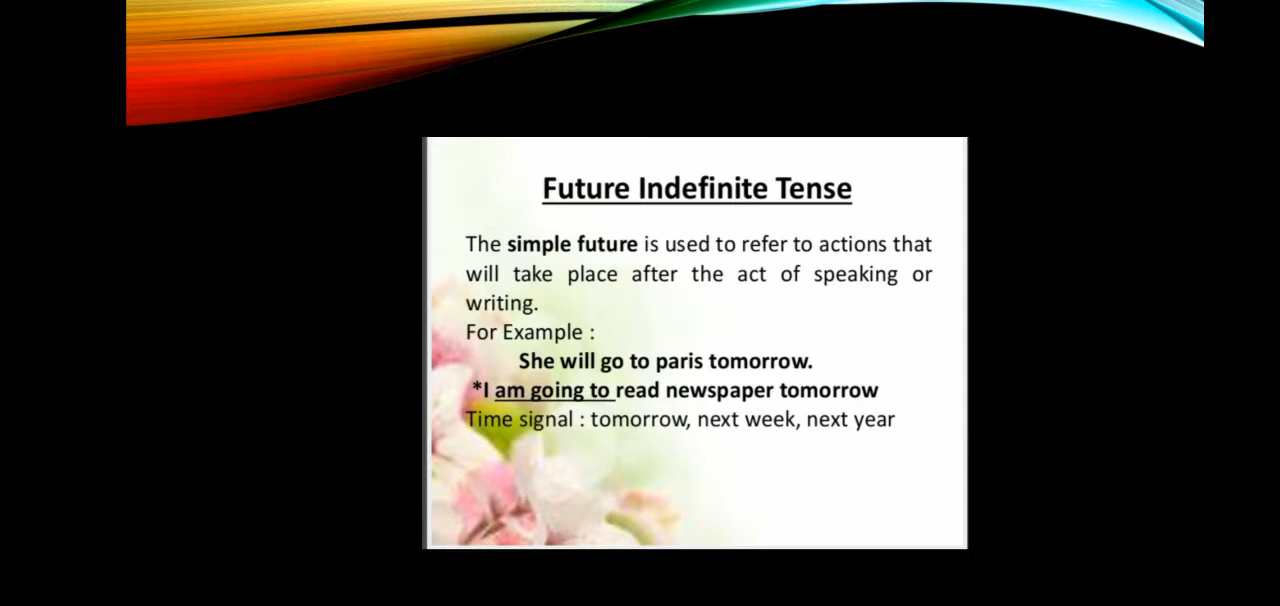 Future Indefinite Tense
The simple future is used to refer to actions that
will take place after the act of speaking or
writing.
For Example :
She will go to paris tomorrow.
*I am going to read newspaper tomorrow
Time signal : tomorrow, next week, next year